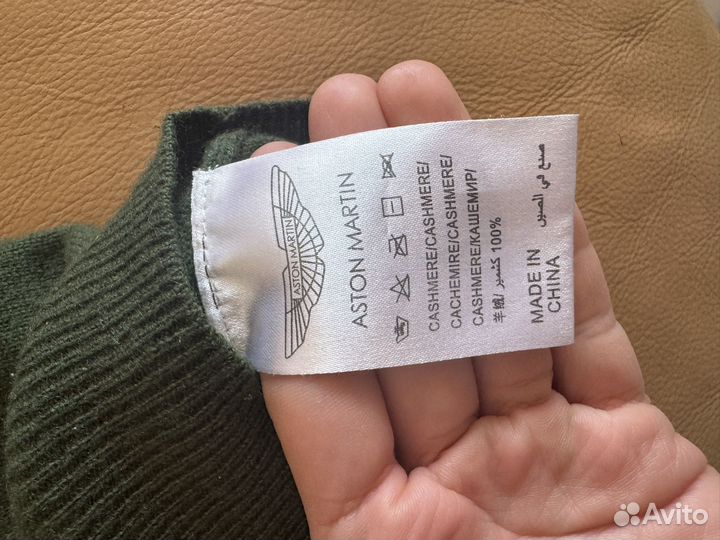 ASTON MARTIN
ASTON MARTIN
CASHMERE/CASHMERE/
CACHEMIRE/CASHMERE/
CASHMERE/КАШЕМИР/
羊绒/ كشمير 100%
MADE IN
CHINA
صنع في الصين
Avito